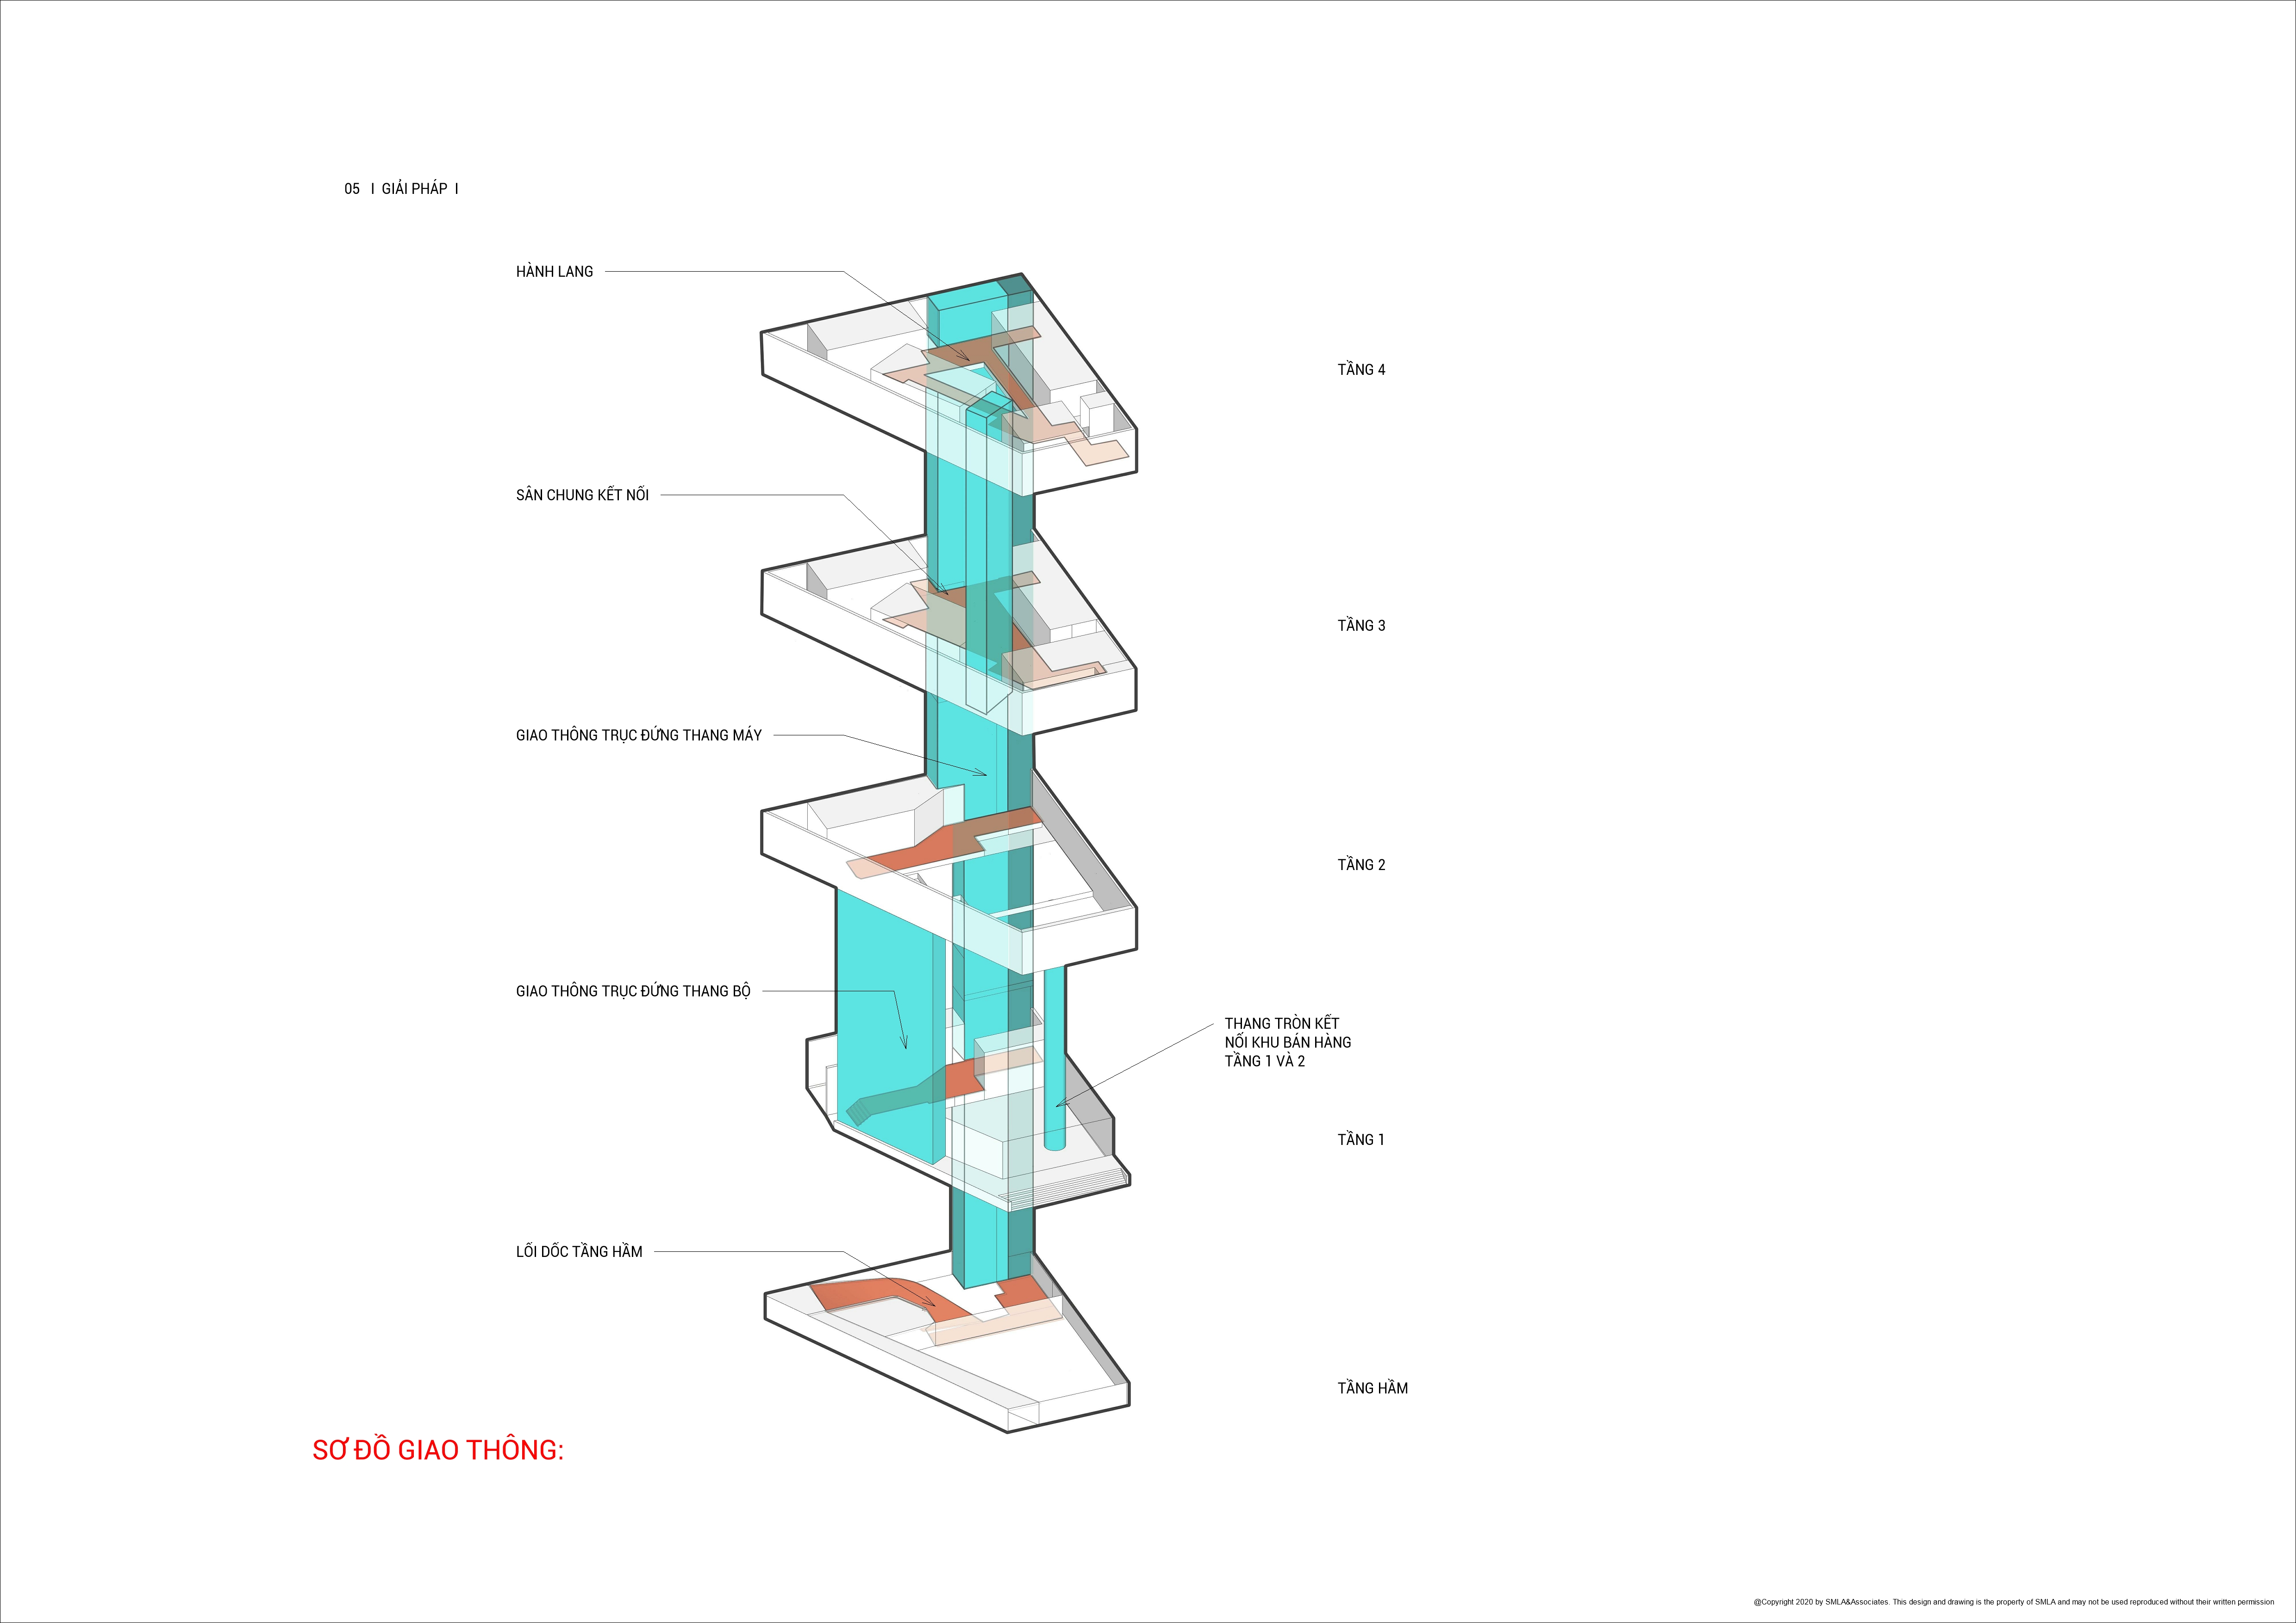 05 I GIẢI PHÁP I
HÀNH LANG
TẦNG 4
SÂN CHUNG KẾT NỐI
TẦNG 3
GIAO THÔNG TRỤC ĐỨNG THANG MÁY
TẦNG 2
GIAO THÔNG TRỤC ĐỨNG THANG BỘ
THANG TRÒN KẾT
NỐI KHU BÁN HÀNG
TẦNG 1 VÀ 2
TẦNG 1
LỐI DỐC TẦNG HẦM
TẦNG HẦM
SƠ ĐỒ GIAO THÔNG:
@Copyright 2020 by SMLA&Associates. This design and drawing is the property of SMLA and may not be used reproduced without their written permission